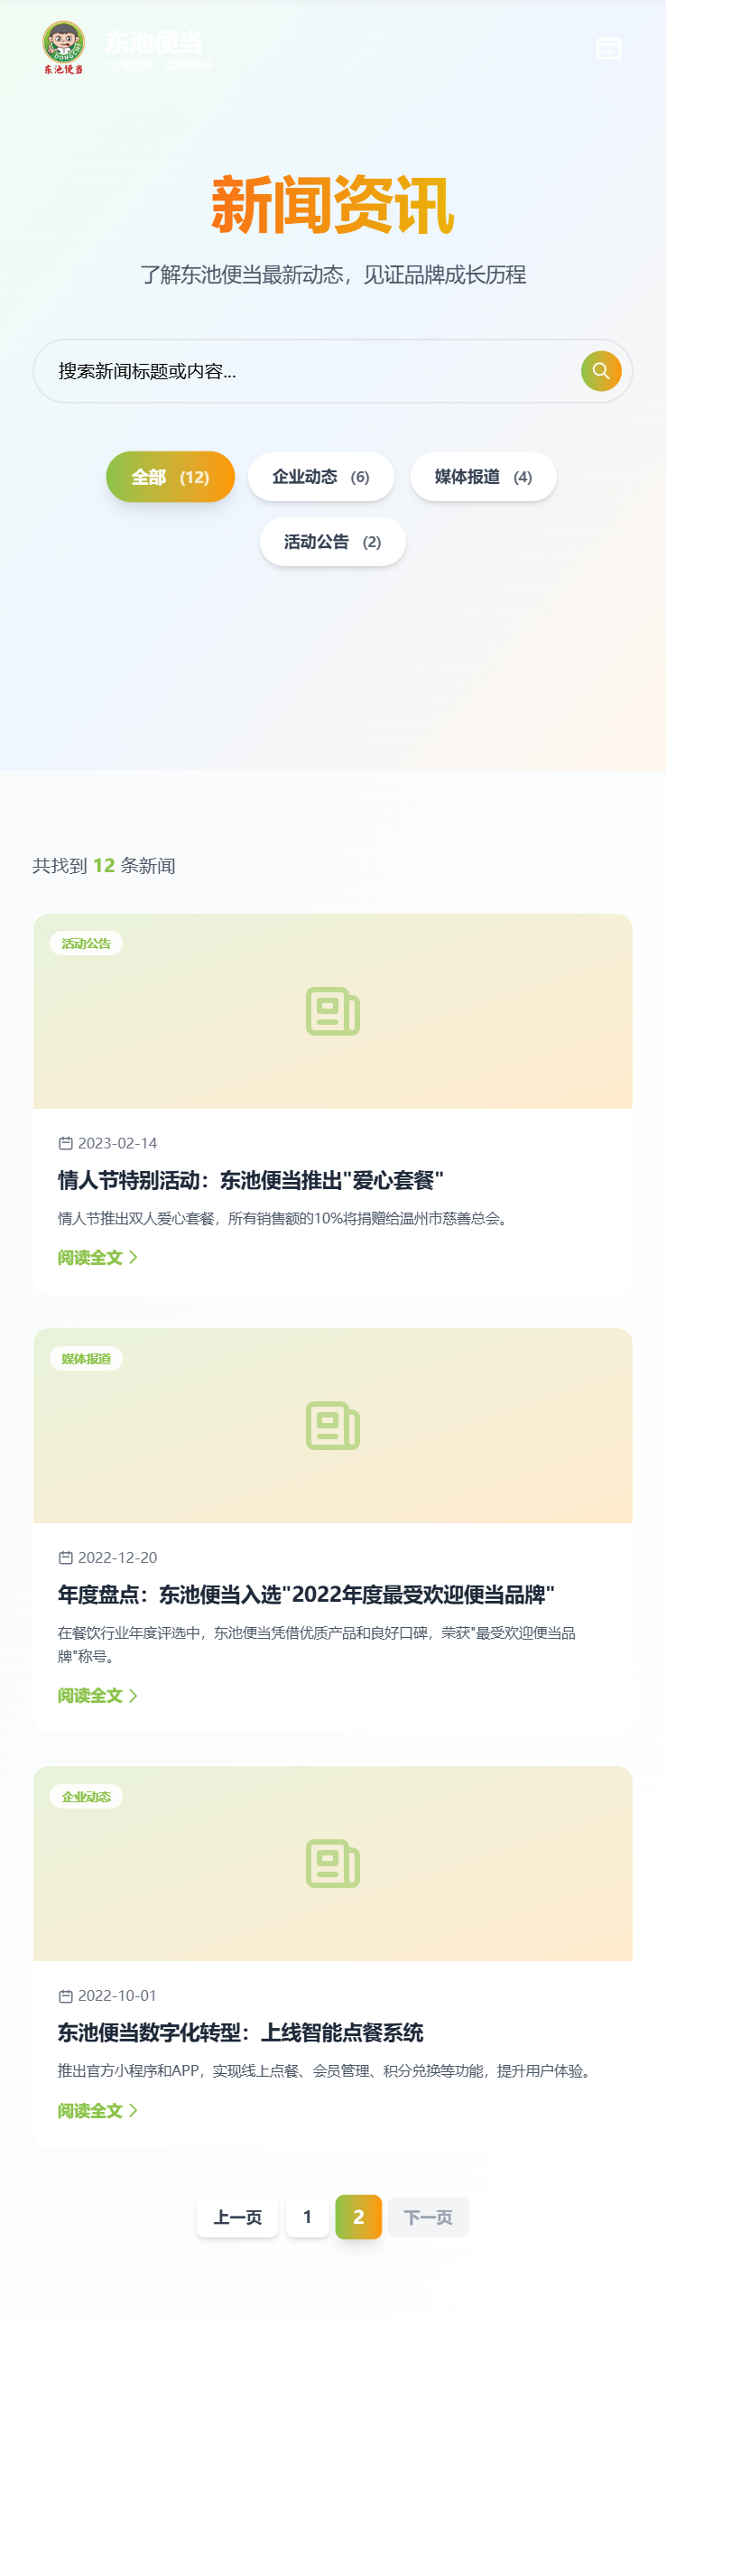 DONGCHI
东池便当
东池便当
新闻资讯
了解东池便当最新动态，见证品牌成长历程
搜索新闻标题或内容...
全部 (12)
企业动态 (6)
媒体报道 (4)
活动公告 (2)
共找到 12 条新闻
活动公告
2023-02-14
情人节特别活动：东池便当推出"爱心套餐"
情人节推出双人爱心套餐，所有销售额的10%将捐赠给温州市慈善总会。
阅读全文
媒体报道
2022-12-20
年度盘点：东池便当入选"2022年度最受欢迎便当品牌"
在餐饮行业年度评选中，东池便当凭借优质产品和良好口碑，荣获"最受欢迎便当品
牌"称号。
阅读全文
企业动态
2022-10-01
东池便当数字化转型：上线智能点餐系统
推出官方小程序和APP，实现线上点餐、会员管理、积分兑换等功能，提升用户体验。
阅读全文
上一页
1
2
下一页